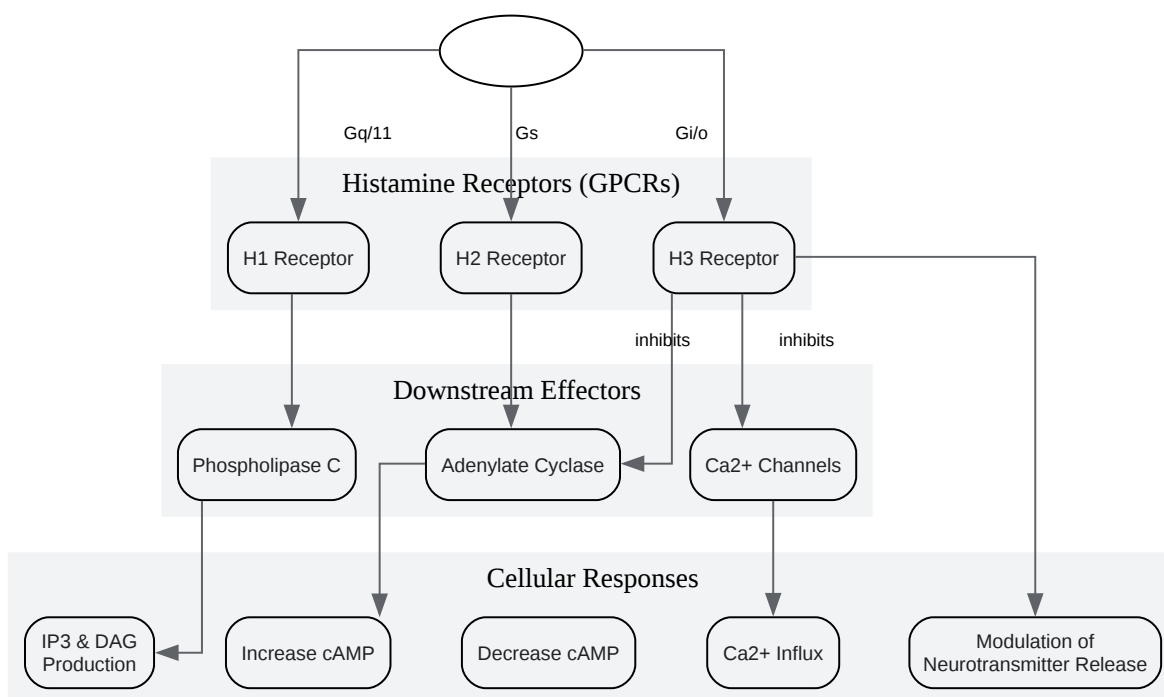 Gq/11
Gs
Gi/o
Histamine Receptors (GPCRs)
H1 Receptor
H2 Receptor
H3 Receptor
inhibits
inhibits
Downstream Effectors
Phospholipase C
Adenylate Cyclase
Ca2+ Channels
Cellular Responses
IP3 & DAG
Production
Increase cAMP
Decrease cAMP
Ca2+ Influx
Modulation of
Neurotransmitter Release